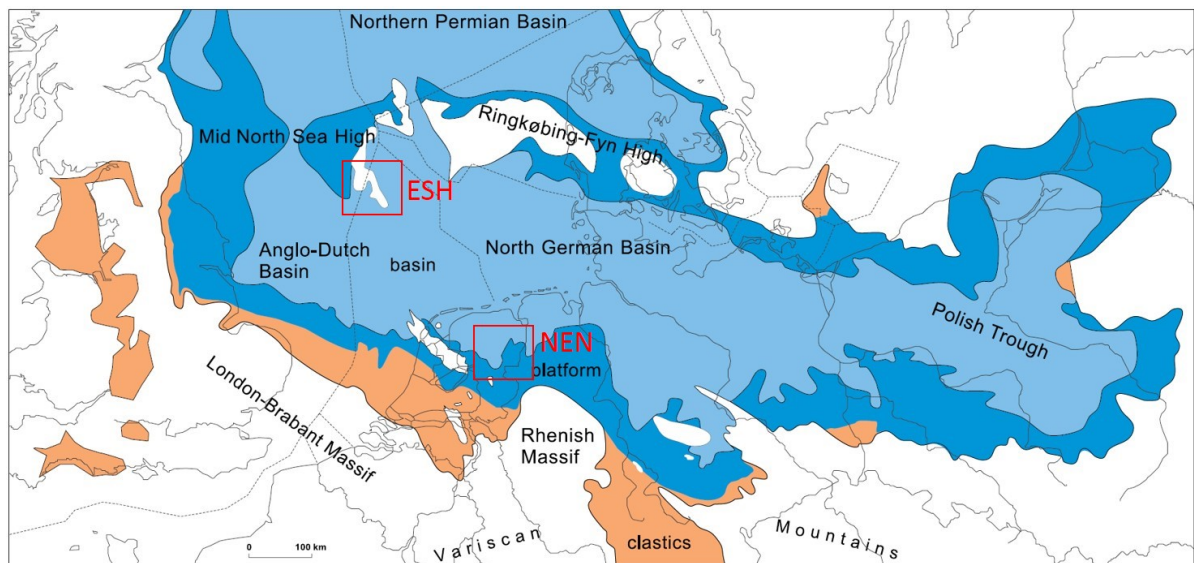 Northern Permian Basin
Mid North Sea High
Ringkøbing-Fyn High
ESH
Anglo-Dutch
Basin
basin
North German Basin
Polish Trough
NEN
platform
London-Brabant Massif
Rhenish
Massif
0 100 km
Variscan
clastics
Mountains